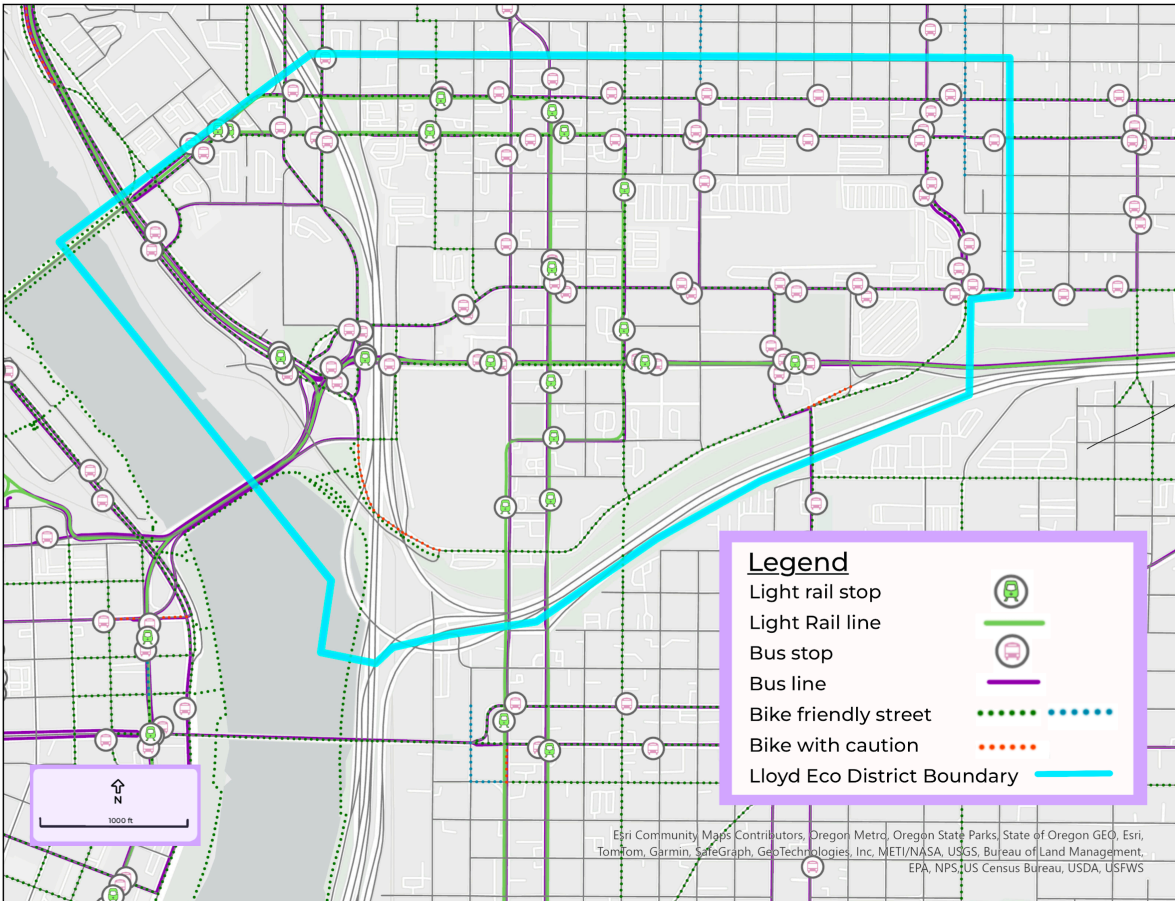 Legend
Light rail stop
Light Rail line
Bus stop
Bus line
Bike friendly street
Bike with caution
Lloyd Eco District Boundary
N
1000 ft
Esri Community Maps Contributors, Oregon Metro, Oregon State Parks, State of Oregon GEO, Esri,
TomTom, Garmin, SafeGraph, GeoTechnologies, Inc, METI/NASA, USGS, Bureau of Land Management,
EPA, NPS, US Census Bureau, USDA, USFWS